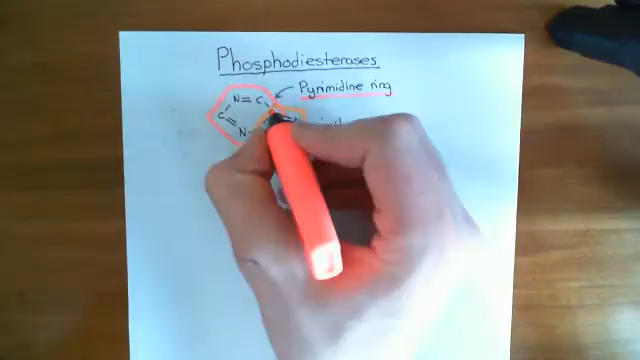 Phosphodiesterases
Pyrimidine ring
N = C
C
N